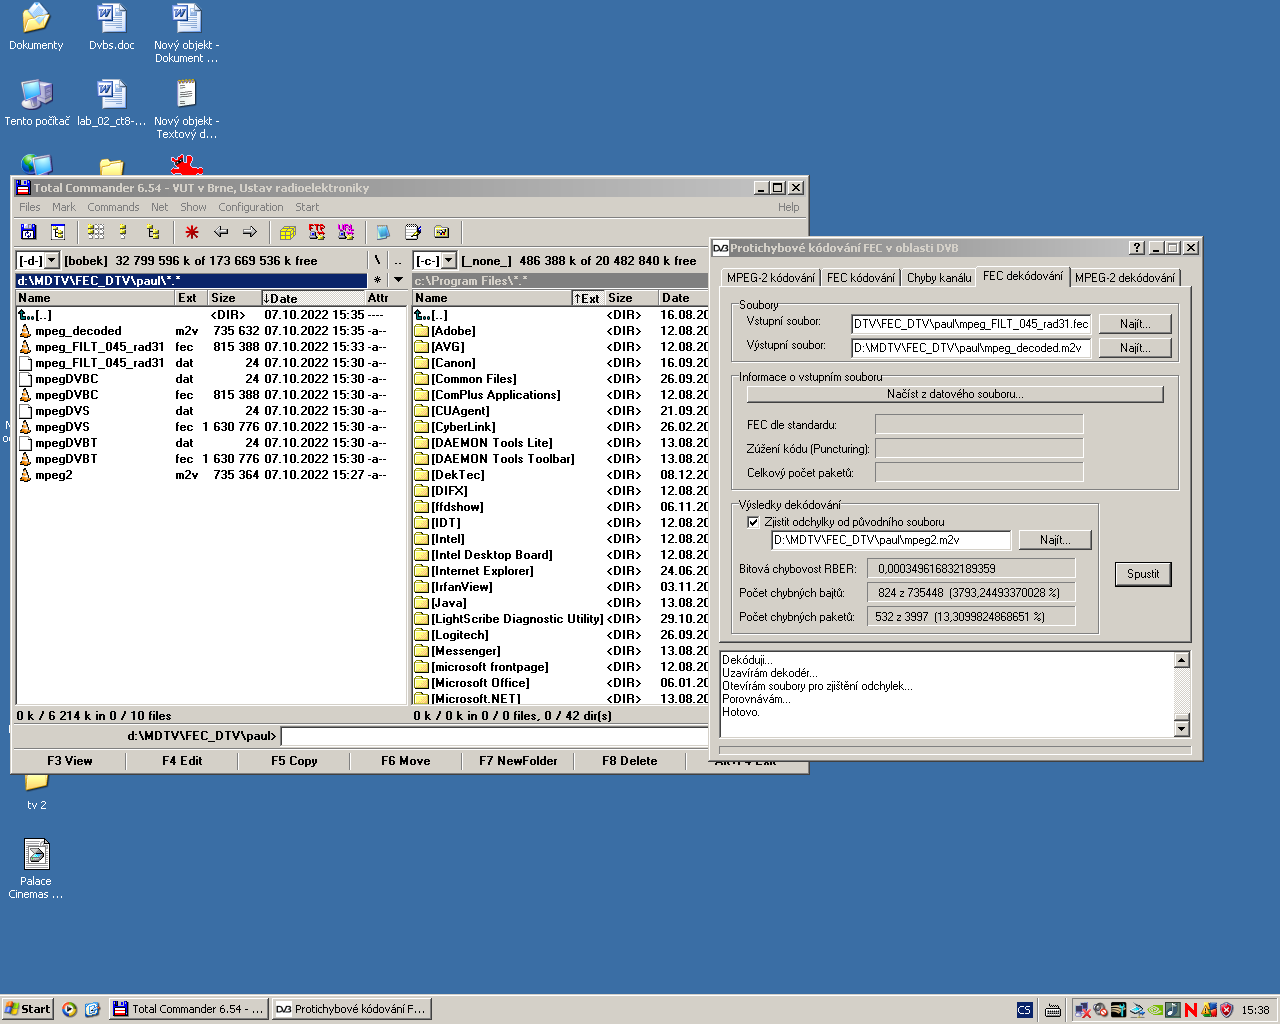 Dokumenty
Dvbs.doc
Nový objekt -
Dokument ...
Tento počítač
lab_02_ct8-...
Nový objekt -
Textový d...
Total Commander 6.54 - VUT v Brne, Ustav radioelektroniky
Files Mark Commands Net Show Configuration Start Help
[-d-] [bobek] 32 799 596 k of 173 669 536 k free \ ..
[-c-] [_none_] 486 388 k of 20 482 840 k free
d:\MDTV\FEC_DTV\paul\*.* *
c:\Program Files\*.*
Name Ext Size ↓Date Attr
[..] <DIR> 07.10.2022 15:35 ----
mpeg_decoded m2v 735 632 07.10.2022 15:35 -a--
mpeg_FILT_045_rad31 fec 815 388 07.10.2022 15:33 -a--
mpeg_FILT_045_rad31 dat 24 07.10.2022 15:33 -a--
mpegDVBC dat 24 07.10.2022 15:30 -a--
mpegDVBC fec 815 388 07.10.2022 15:30 -a--
mpegDVS dat 24 07.10.2022 15:30 -a--
mpegDVS fec 1 630 776 07.10.2022 15:30 -a--
mpegDVBT dat 24 07.10.2022 15:30 -a--
mpegDVBT fec 1 630 776 07.10.2022 15:30 -a--
mpeg2 m2v 735 364 07.10.2022 15:27 -a--
Name ↑Ext Size Date
[..] <DIR> 16.08.20
[Adobe] <DIR> 12.08.20
[AVG] <DIR> 12.08.20
[Canon] <DIR> 16.09.20
[Common Files] <DIR> 26.09.20
[ComPlus Applications] <DIR> 12.08.20
[CUAgent] <DIR> 21.09.20
[CyberLink] <DIR> 26.02.20
[DAEMON Tools Lite] <DIR> 13.08.20
[DAEMON Tools Toolbar] <DIR> 13.08.20
[DekTec] <DIR> 08.12.20
[DIFX] <DIR> 12.08.20
[ffdshow] <DIR> 06.11.20
[IDT] <DIR> 12.08.20
[Intel] <DIR> 12.08.20
[Intel Desktop Board] <DIR> 12.08.20
[Internet Explorer] <DIR> 24.06.20
[IrfanView] <DIR> 03.11.20
[Java] <DIR> 13.08.20
[LightScribe Diagnostic Utility] <DIR> 29.10.20
[Logitech] <DIR> 26.09.20
[Messenger] <DIR> 13.08.20
[microsoft frontpage] <DIR> 12.08.20
[Microsoft Office] <DIR> 06.01.20
[Microsoft.NET] <DIR> 13.08.20
0 k / 6 214 k in 0 / 10 files
0 k / 0 k in 0 / 0 files, 0 / 42 dir(s)
d:\MDTV\FEC_DTV\paul>
F3 View F4 Edit F5 Copy F6 Move F7 NewFolder F8 Delete Alt+F4 Exit
DVB Protichybové kódování FEC v oblasti DVB
MPEG-2 kódování FEC kódování Chyby kanálu FEC dekódování MPEG-2 dekódování
Soubory
Vstupní soubor: DTV\FEC_DTV\paul\mpeg_FILT_045_rad31.fec Najít...
Výstupní soubor: D:\MDTV\FEC_DTV\paul\mpeg_decoded.m2v Najít...
Informace o vstupním souboru
Načíst z datového souboru...
FEC dle standardu:
Zúžení kódu (Puncturing):
Celkový počet paketů:
Výsledky dekódování
Zjistit odchylky od původního souboru
D:\MDTV\FEC_DTV\paul\mpeg2.m2v Najít...
Bitová chybovost RBER: 0,000349616832189359
Počet chybných bajtů: 824 z 735448 (3793,24493370028 %)
Počet chybných paketů: 532 z 3997 (13,3099824868651 %)
Spustit
Dekóduji...
Uzavírám dekodér...
Otevírám soubory pro zjištění odchylek...
Porovnávám...
Hotovo.
tv 2
Palace
Cinemas ...
Start
Total Commander 6.54 - ...
DVB Protichybové kódování F...
CS
15:38